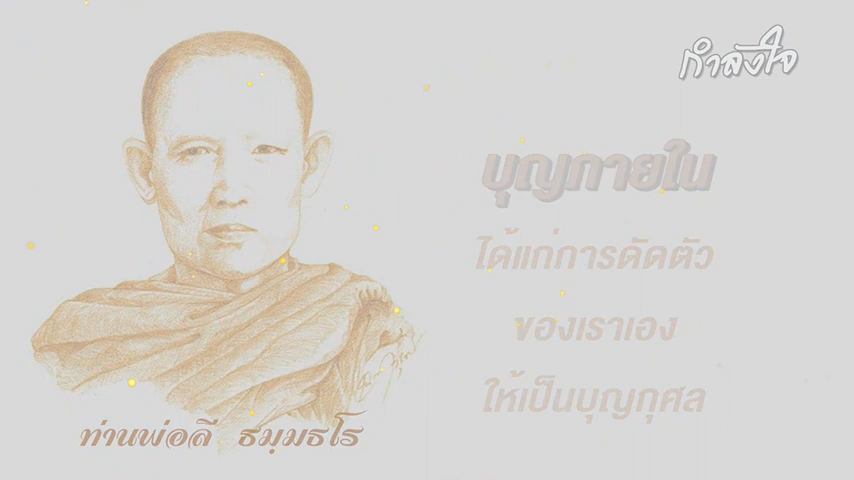 กำลังใจ
บุญภายใน
ได้แก่การดัดตัว
ของเราเอง
ให้เป็นบุญกุศล
ท่านพ่อลี ธมฺมธโร